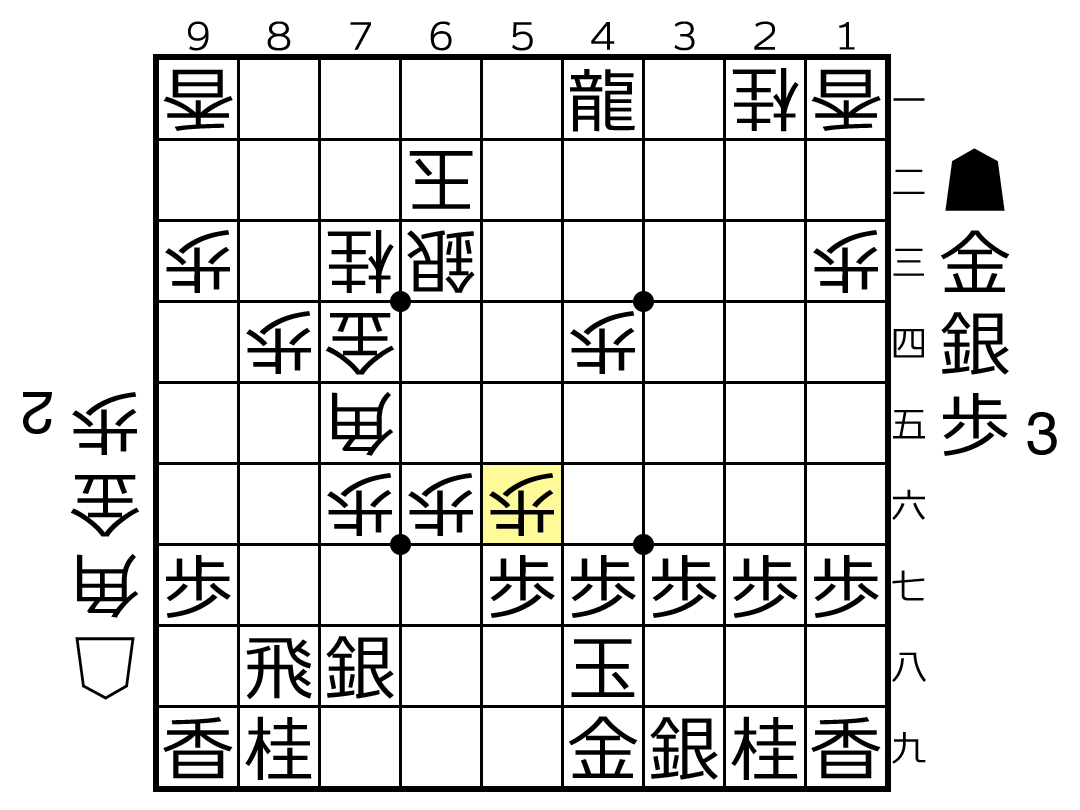 9 8 7 6 5 4 3 2 1
香 龍 桂 香 一
王 二
歩 桂 銀 歩 三 金
歩 金 歩 四 銀
2 歩 角 五 歩 3
金 歩 歩 歩 六
角 歩 歩 歩 歩 歩 歩 七
飛 銀 玉 八
香 桂 金 銀 桂 香 九